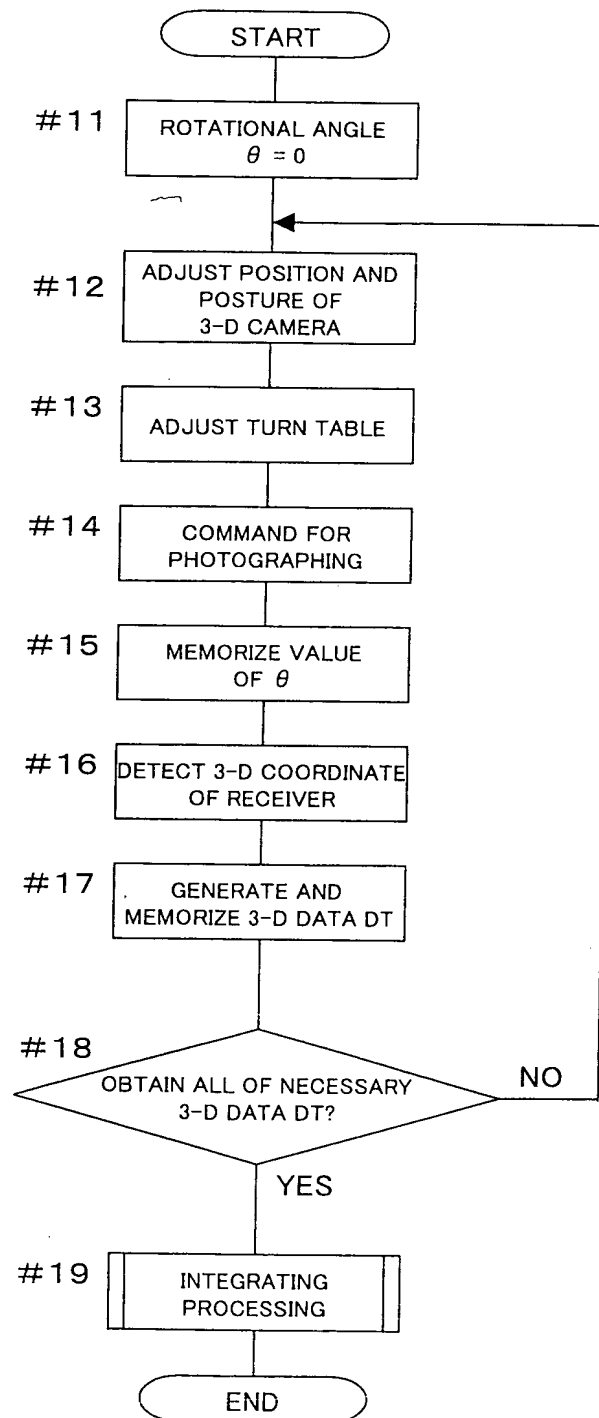 START
#11
ROTATIONAL ANGLE
θ = 0
#12
ADJUST POSITION AND
POSTURE OF
3-D CAMERA
#13
ADJUST TURN TABLE
#14
COMMAND FOR
PHOTOGRAPHING
#15
MEMORIZE VALUE
OF θ
#16
DETECT 3-D COORDINATE
OF RECEIVER
#17
GENERATE AND
MEMORIZE 3-D DATA DT
#18
OBTAIN ALL OF NECESSARY
3-D DATA DT?
NO
YES
#19
INTEGRATING
PROCESSING
END